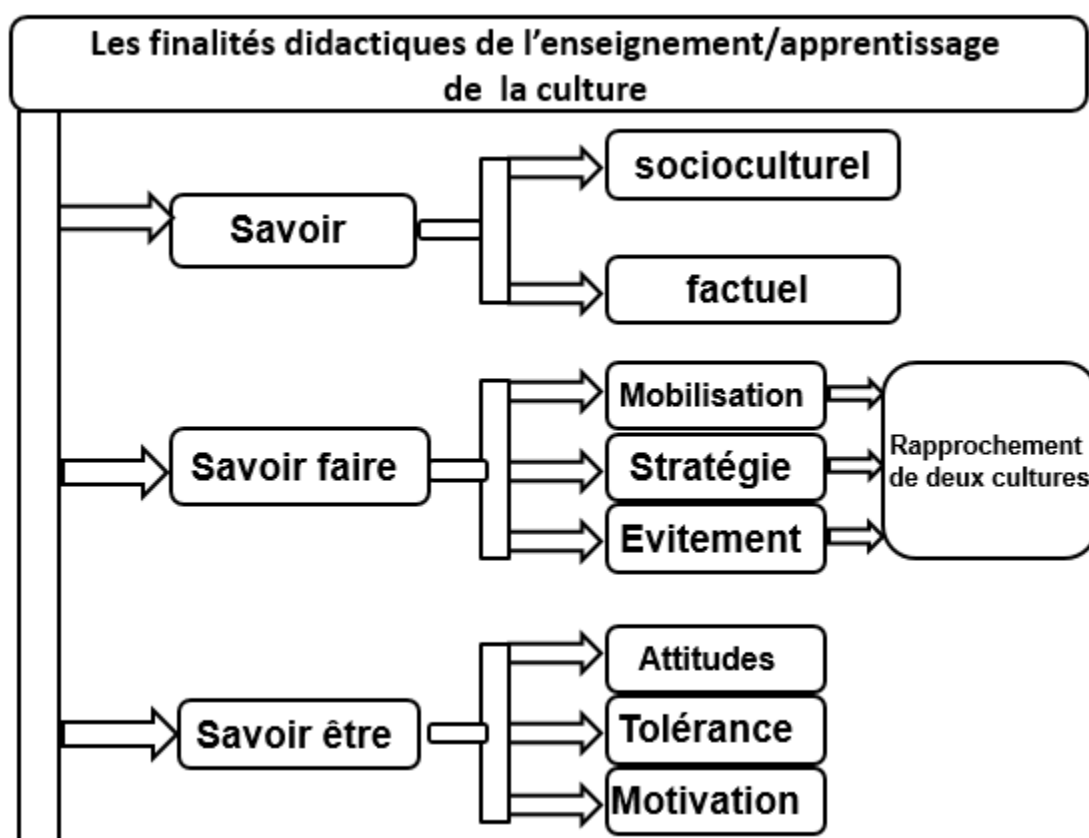 Les finalités didactiques de l’enseignement/apprentissage
de la culture
Savoir
socioculturel
factuel
Savoir faire
Mobilisation
Stratégie
Evitement
Rapprochement
de deux cultures
Savoir être
Attitudes
Tolérance
Motivation